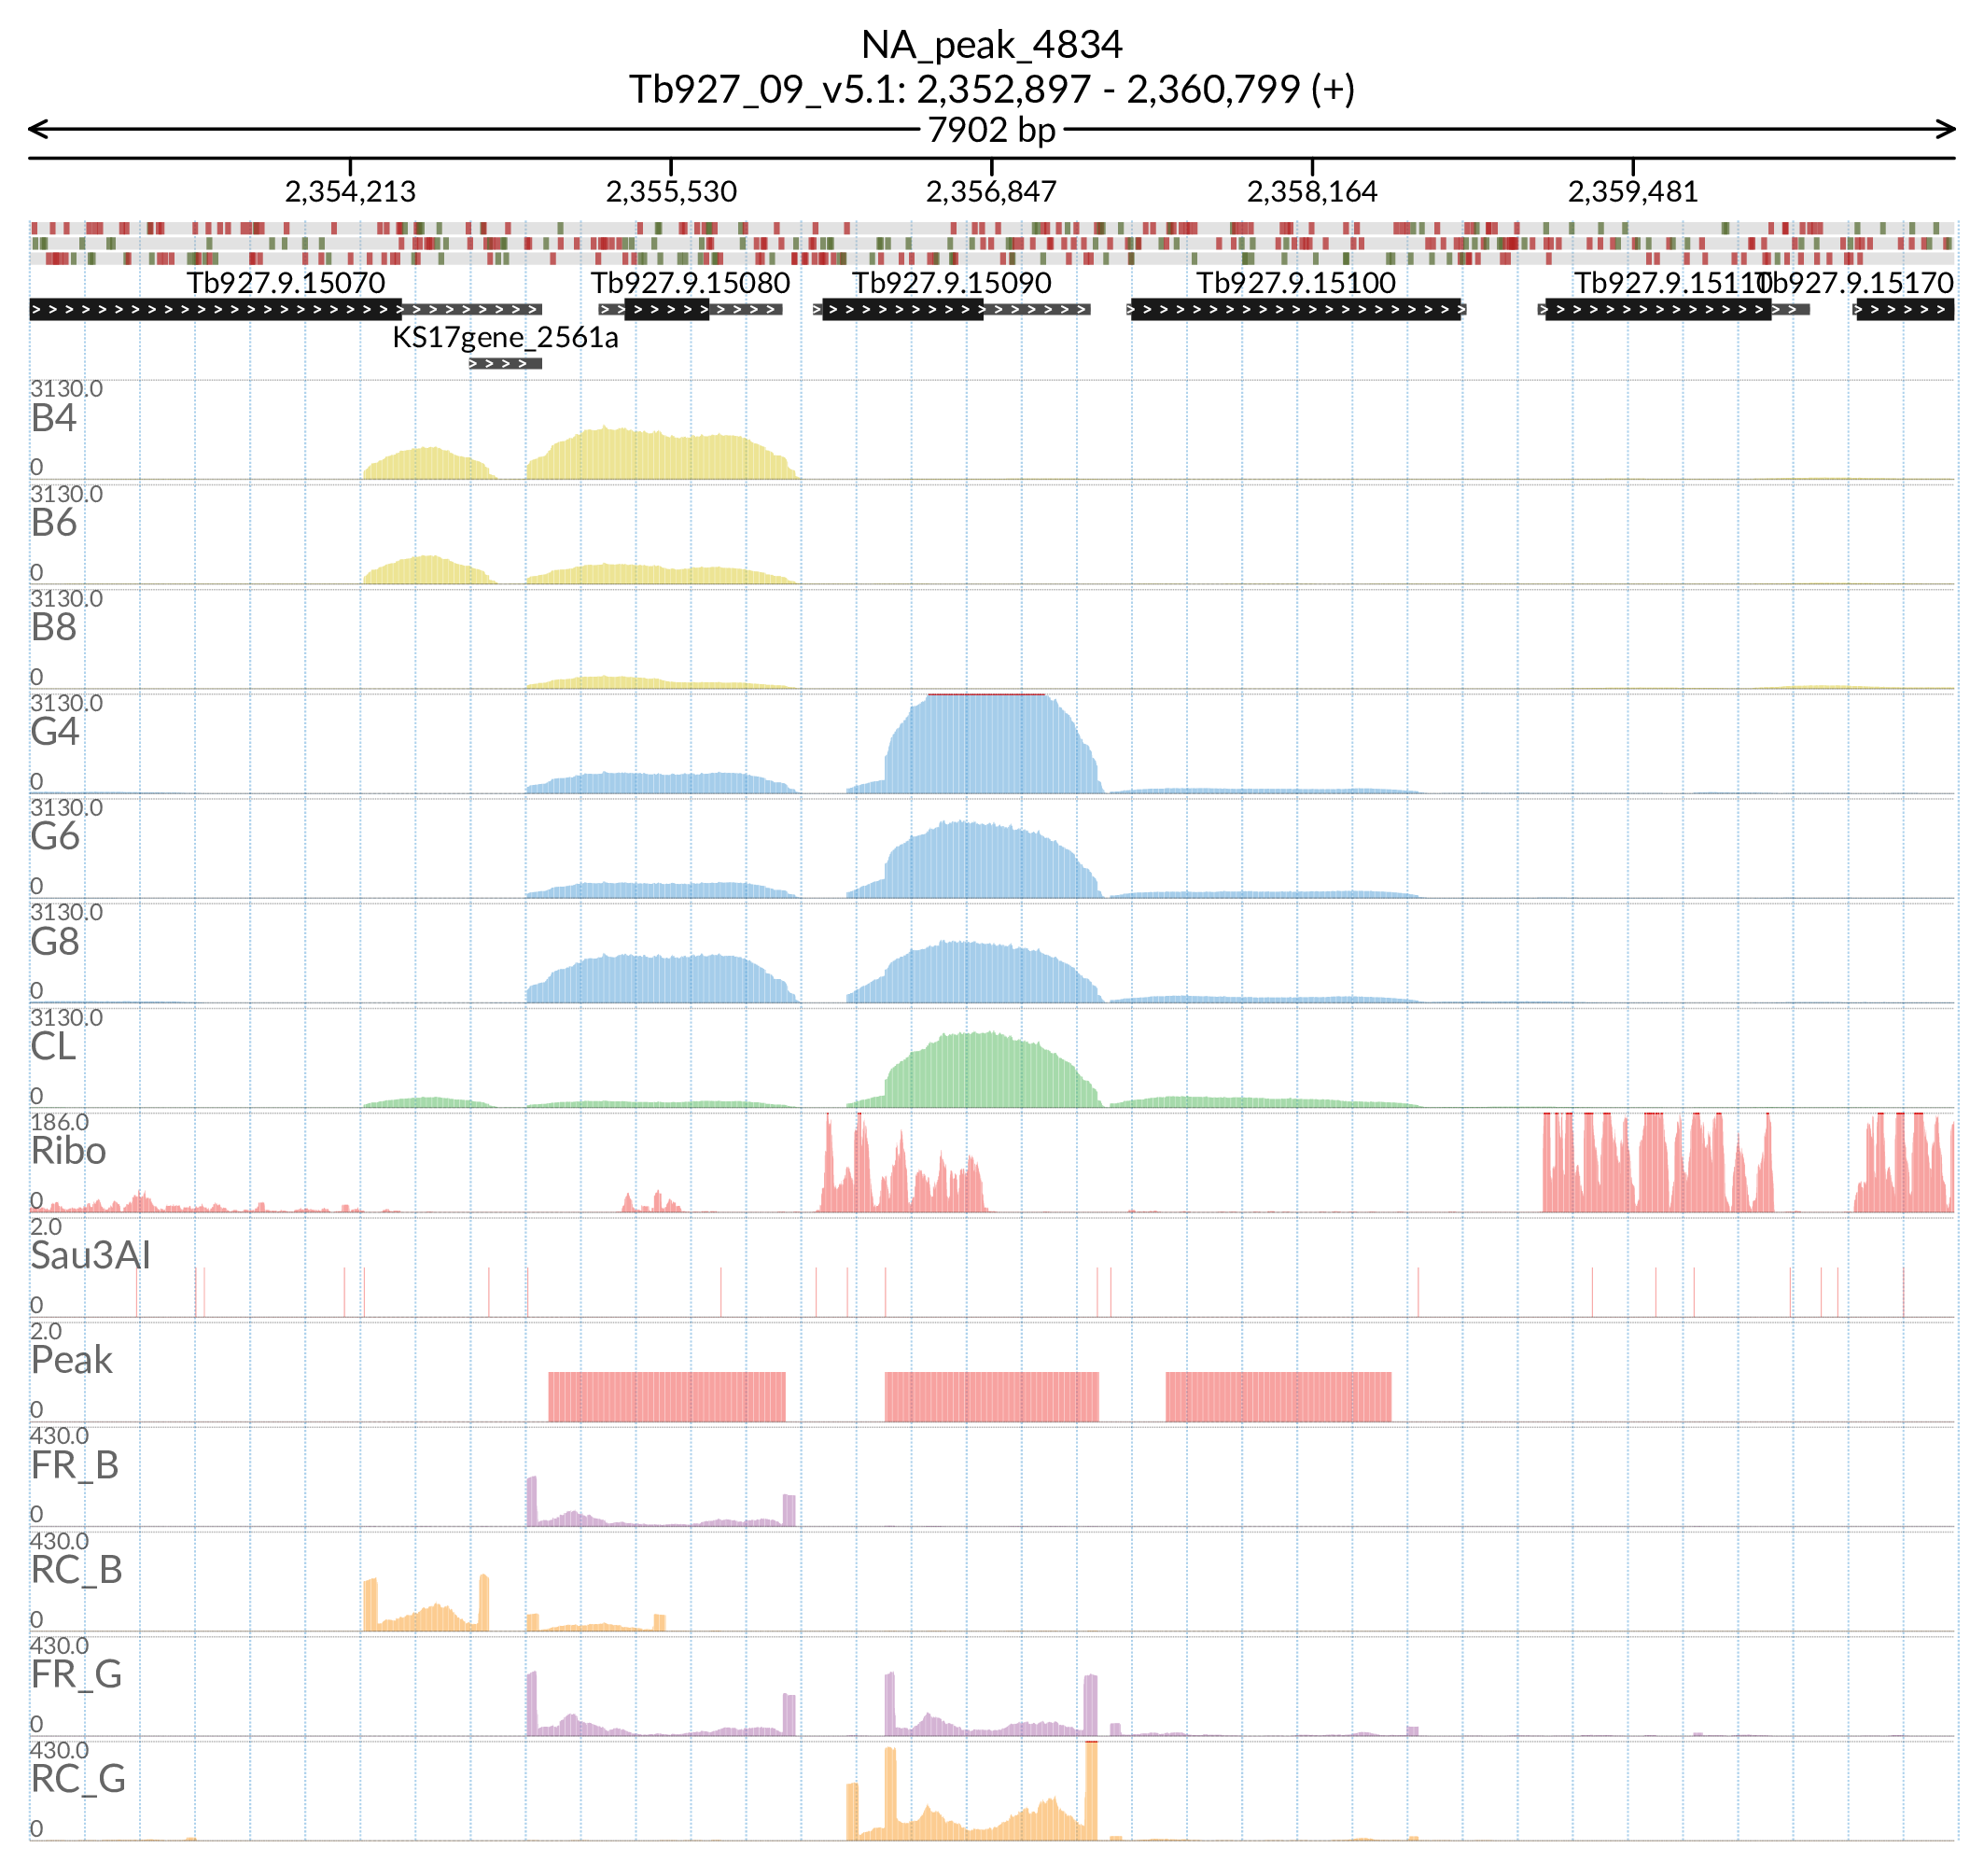 NA_peak_4834
Tb927_09_v5.1: 2,352,897 - 2,360,799 (+)
7902 bp
2,354,213 2,355,530 2,356,847 2,358,164 2,359,481
Tb927.9.15070 Tb927.9.15080 Tb927.9.15090 Tb927.9.15100 Tb927.9.15110 Tb927.9.15170
KS17gene_2561a
3130.0
B4
0
3130.0
B6
0
3130.0
B8
0
3130.0
G4
0
3130.0
G6
0
3130.0
G8
0
3130.0
CL
0
186.0
Ribo
0
2.0
Sau3AI
0
2.0
Peak
0
430.0
FR_B
0
430.0
RC_B
0
430.0
FR_G
0
430.0
RC_G
0